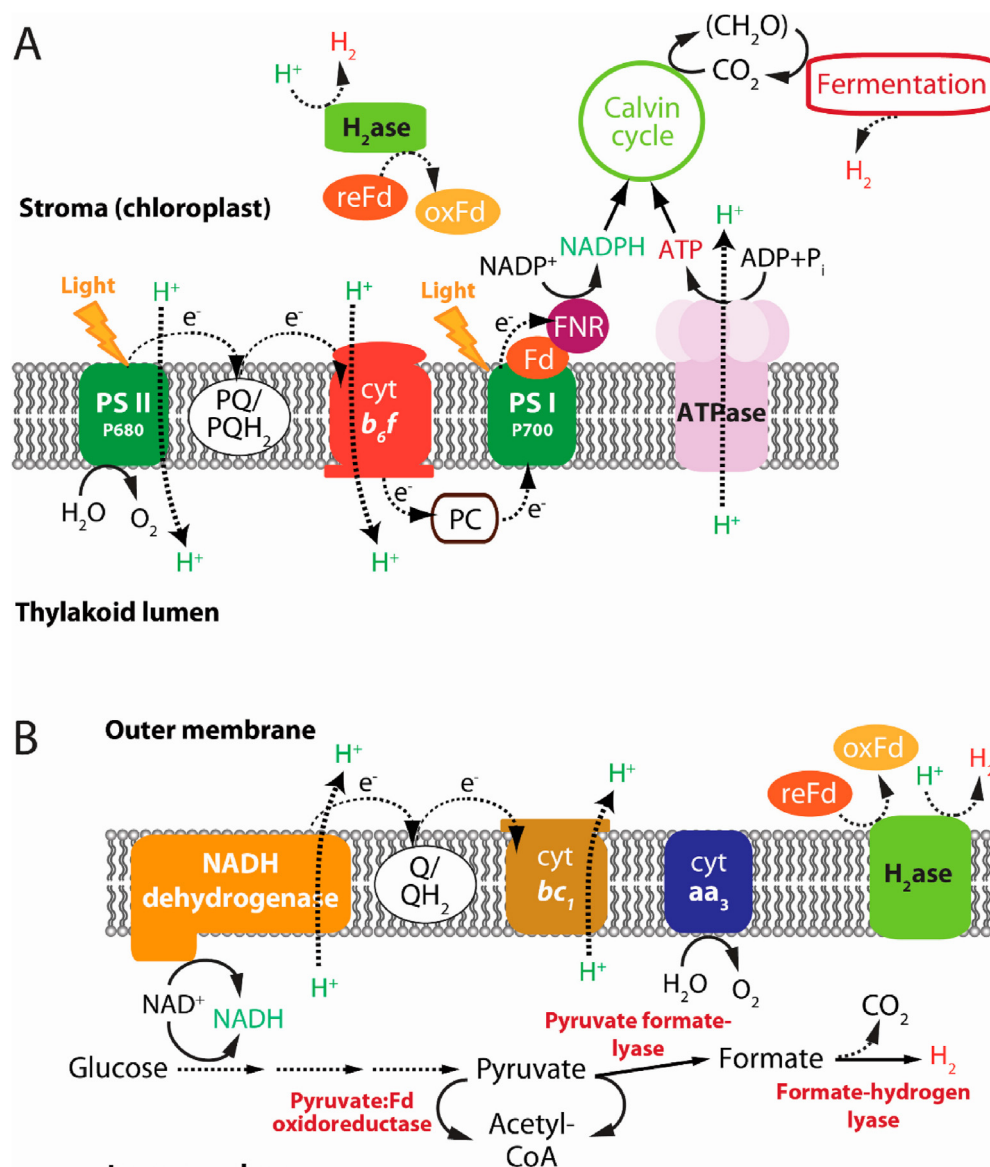 A
H₂
H⁺
H₂ase
reFd
oxFd
(CH₂O)
CO₂
Calvin
cycle
Fermentation
H₂
Stroma (chloroplast)
H⁺
NADPH
ATP
NADP⁺
ADP+Pᵢ
Light
H⁺
e⁻
e⁻
H⁺
Light
e⁻
FNR
Fd
PS II
P680
PQ/
PQH₂
cyt
b₆f
PS I
P700
ATPase
H₂O
O₂
H⁺
e⁻
H⁺
PC
e⁻
H⁺
Thylakoid lumen
B
Outer membrane
H⁺
e⁻
e⁻
H⁺
oxFd
reFd
H⁺
H₂
NADH
dehydrogenase
Q/
QH₂
cyt
bc₁
cyt
aa₃
H₂ase
H⁺
H⁺
H₂O
O₂
NAD⁺
NADH
Glucose
Pyruvate:Fd
oxidoreductase
Pyruvate
Acetyl-
CoA
Pyruvate formate-
lyase
Formate
CO₂
H₂
Formate-hydrogen
lyase